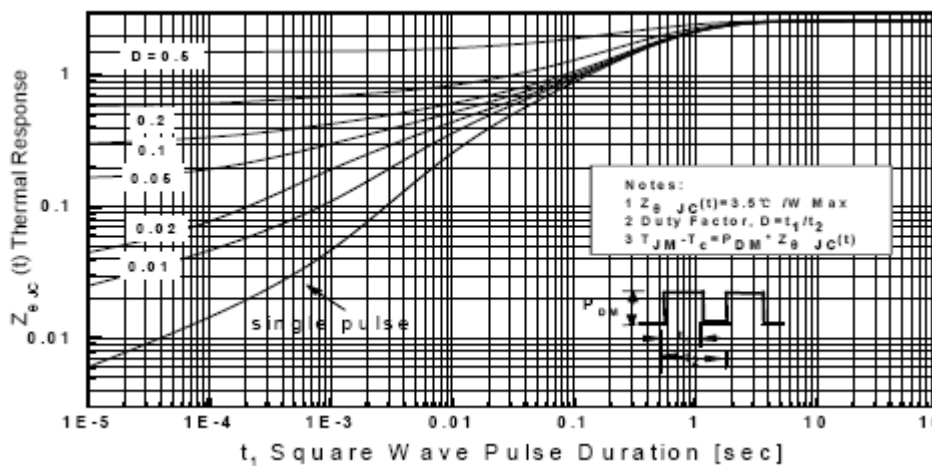 Z θ JC (t) Thermal Response
1
0.1
0.01
D=0.5
0.2
0.1
0.05
0.02
0.01
single pulse
Notes:
1 Z θ JC(t)=3.5℃ /W Max
2 Duty Factor, D=t1/t2
3 TJM-Tc=PDM* Z θ JC(t)
PDM
1E-5 1E-4 1E-3 0.01 0.1 1 10 100
t1 Square Wave Pulse Duration [sec]